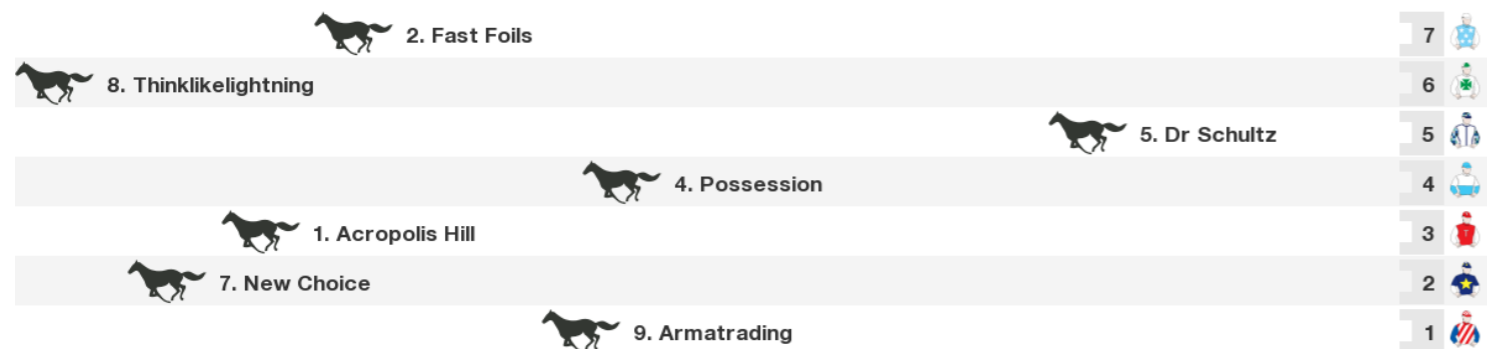 2. Fast Foils 7
8. Thinklikelightning 6
5. Dr Schultz 5
4. Possession 4
1. Acropolis Hill 3 T
7. New Choice 2
9. Armatrading 1